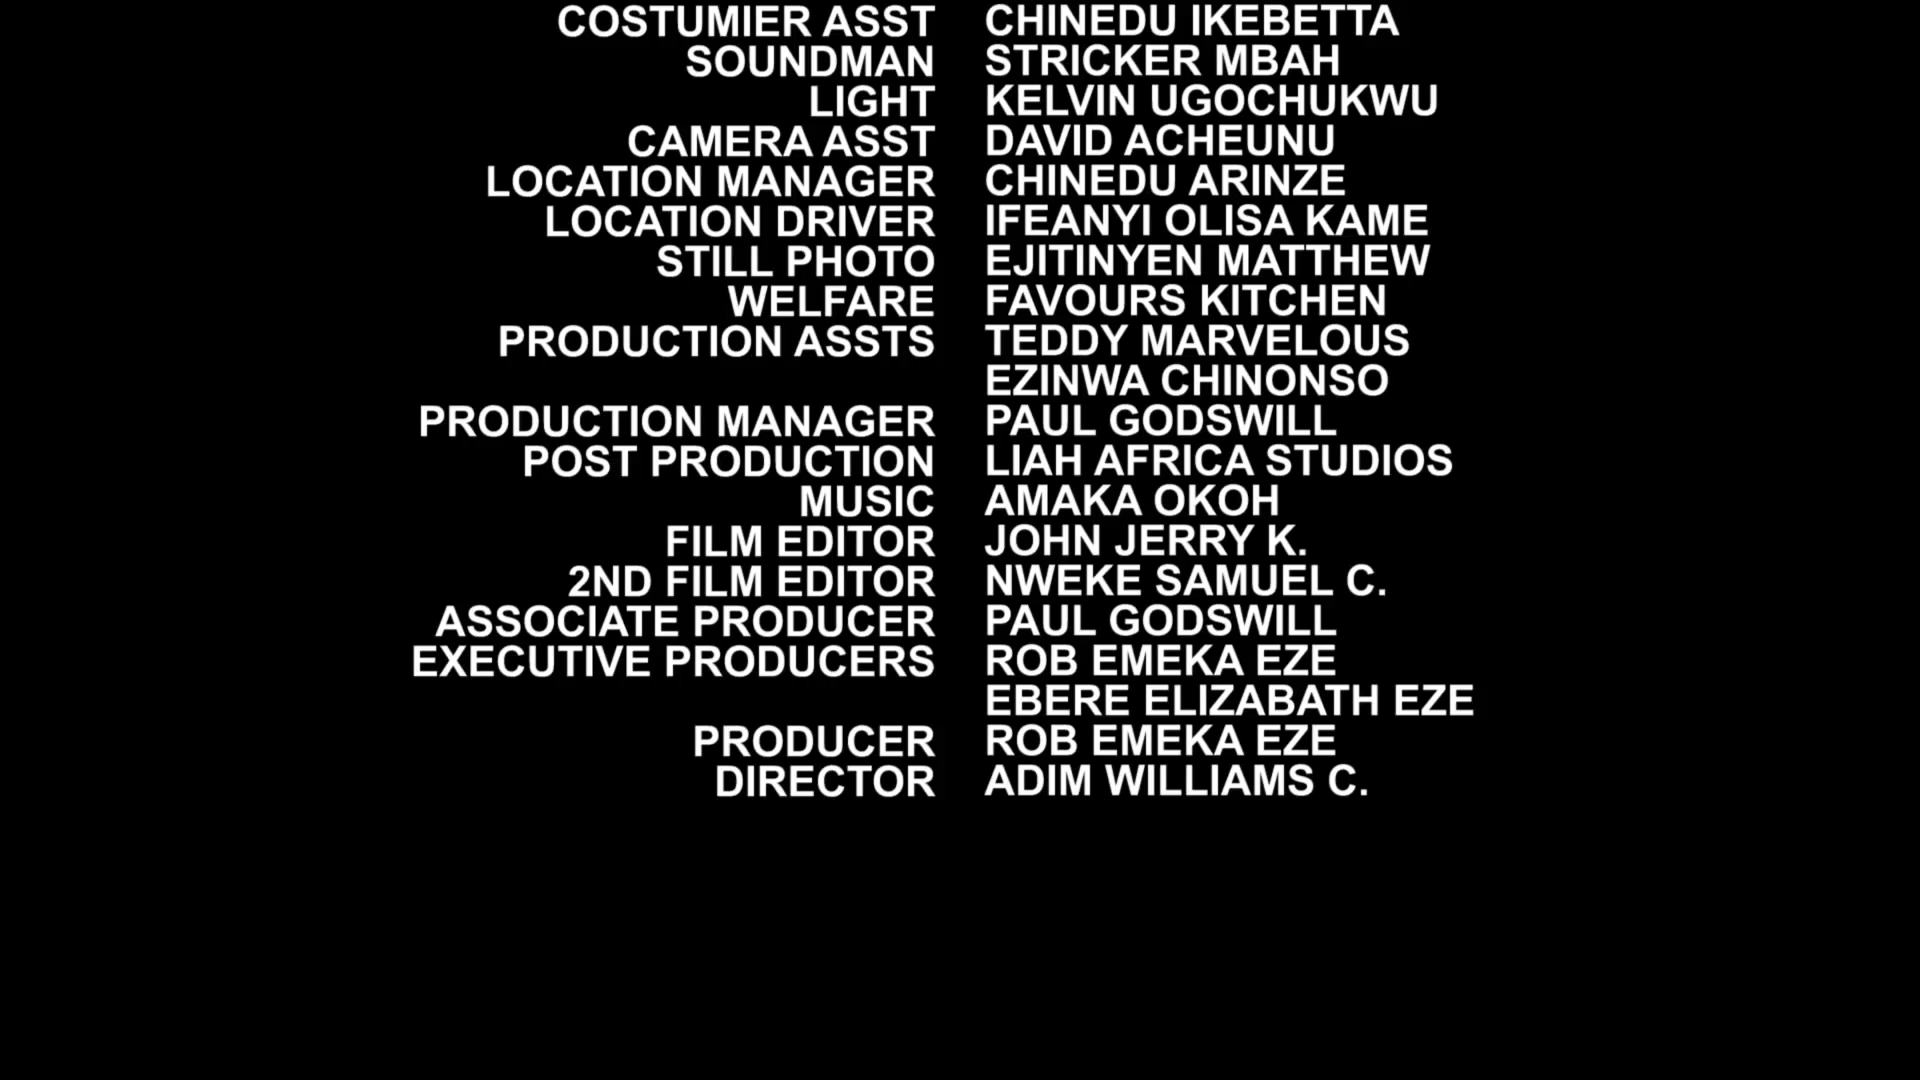 COSTUMIER ASST CHINEDU IKEBETTA
SOUNDMAN STRICKER MBAH
LIGHT KELVIN UGOCHUKWU
CAMERA ASST DAVID ACHEUNU
LOCATION MANAGER CHINEDU ARINZE
LOCATION DRIVER IFEANYI OLISA KAME
STILL PHOTO EJITINYEN MATTHEW
WELFARE FAVOURS KITCHEN
PRODUCTION ASSTS TEDDY MARVELOUS
EZINWA CHINONSO
PRODUCTION MANAGER PAUL GODSWILL
POST PRODUCTION LIAH AFRICA STUDIOS
MUSIC AMAKA OKOH
FILM EDITOR JOHN JERRY K.
2ND FILM EDITOR NWEKE SAMUEL C.
ASSOCIATE PRODUCER PAUL GODSWILL
EXECUTIVE PRODUCERS ROB EMEKA EZE
EBERE ELIZABATH EZE
PRODUCER ROB EMEKA EZE
DIRECTOR ADIM WILLIAMS C.